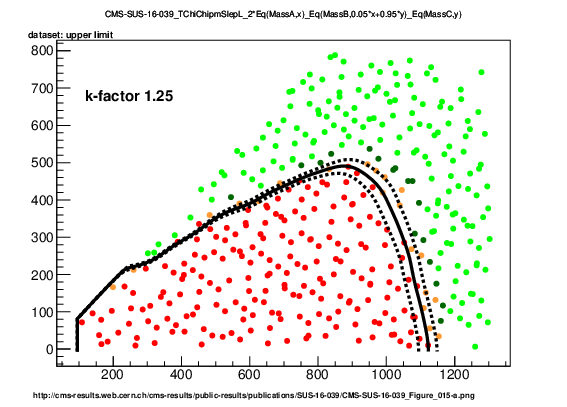 CMS-SUS-16-039_TChiChipmSlepL_2*Eq(MassA,x)_Eq(MassB,0.05*x+0.95*y)_Eq(MassC,y)
dataset: upper limit
800
700
k-factor 1.25
600
500
400
300
200
100
0
200 400 600 800 1000 1200
http://cms-results.web.cern.ch/cms-results/public-results/publications/SUS-16-039/CMS-SUS-16-039_Figure_015-a.png